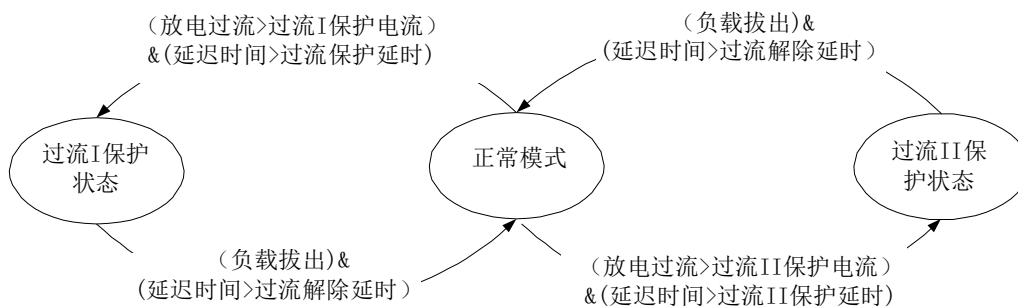 （放电过流>过流I保护电流）
&(延迟时间>过流保护延时)
（负载拔出)&
(延迟时间>过流解除延时）
过流I保护
状态
正常模式
过流II保
护状态
（负载拔出)&
(延迟时间>过流解除延时）
（放电过流>过流II保护电流）
&(延迟时间>过流II保护延时)